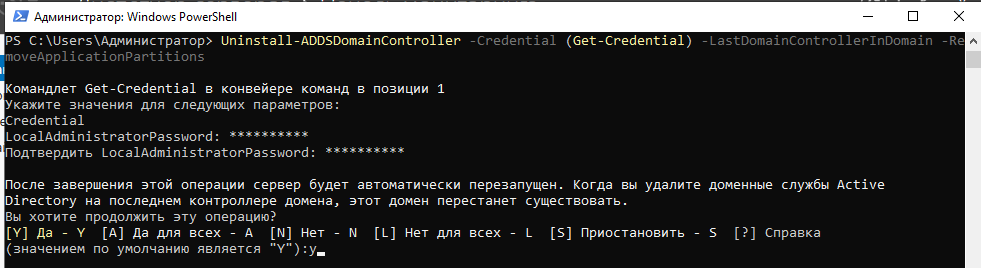 Администратор: Windows PowerShell
PS C:\Users\Администратор> Uninstall-ADDSDomainController -Credential (Get-Credential) -LastDomainControllerInDomain -Re
moveApplicationPartitions
Командлет Get-Credential в конвейере команд в позиции 1
Укажите значения для следующих параметров:
Credential
LocalAdministratorPassword: **********
Подтвердить LocalAdministratorPassword: **********
После завершения этой операции сервер будет автоматически перезапущен. Когда вы удалите доменные службы Active
Directory на последнем контроллере домена, этот домен перестанет существовать.
Вы хотите продолжить эту операцию?
[Y] Да - Y  [A] Да для всех - A  [N] Нет - N  [L] Нет для всех - L  [S] Приостановить - S  [?] Справка
(значением по умолчанию является "Y"):y